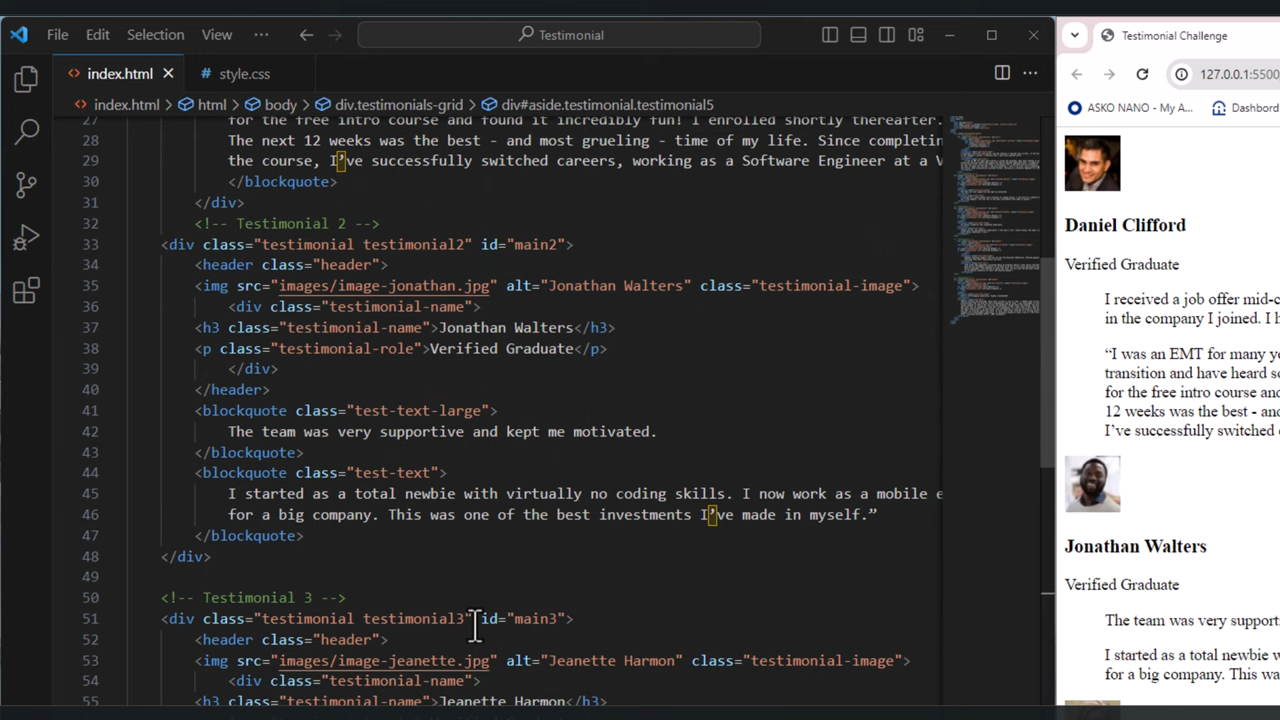 File Edit Selection View ··· Testimonial
index.html style.css
index.html > html > body > div.testimonials-grid > div#aside.testimonial.testimonial5
27 for the free intro course and found it incredibly fun! I enrolled shortly thereafter.
28 The next 12 weeks was the best - and most grueling - time of my life. Since completin
29 the course, I’ve successfully switched careers, working as a Software Engineer at a V
30 </blockquote>
31 </div>
32 <!-- Testimonial 2 -->
33 <div class="testimonial testimonial2" id="main2">
34 <header class="header">
35 <img src="images/image-jonathan.jpg" alt="Jonathan Walters" class="testimonial-image">
36 <div class="testimonial-name">
37 <h3 class="testimonial-name">Jonathan Walters</h3>
38 <p class="testimonial-role">Verified Graduate</p>
39 </div>
40 </header>
41 <blockquote class="test-text-large">
42 The team was very supportive and kept me motivated.
43 </blockquote>
44 <blockquote class="test-text">
45 I started as a total newbie with virtually no coding skills. I now work as a mobile e
46 for a big company. This was one of the best investments I’ve made in myself.”
47 </blockquote>
48 </div>
49
50 <!-- Testimonial 3 -->
51 <div class="testimonial testimonial3" id="main3">
52 <header class="header">
53 <img src="images/image-jeanette.jpg" alt="Jeanette Harmon" class="testimonial-image">
54 <div class="testimonial-name">
55 <h3 class="testimonial-name">Jeanette Harmon</h3>
Testimonial Challenge
127.0.0.1:5500
ASKO NANO - My A... Dashbord
Daniel Clifford
Verified Graduate
I received a job offer mid-c
in the company I joined. I h
“I was an EMT for many ye
transition and have heard so
for the free intro course and
12 weeks was the best - and
I’ve successfully switched c
Jonathan Walters
Verified Graduate
The team was very supporti
I started as a total newbie w
for a big company. This wa